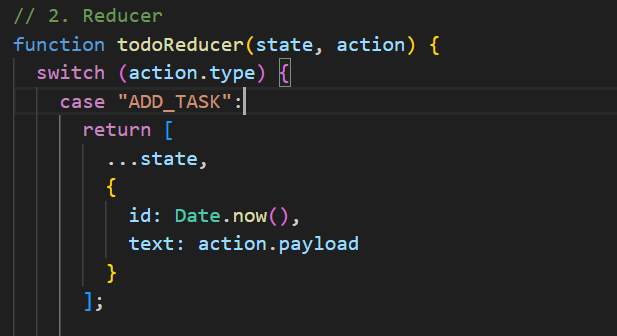 // 2. Reducer
function todoReducer(state, action) {
  switch (action.type) {
    case "ADD_TASK":
      return [
        ...state,
        {
          id: Date.now(),
          text: action.payload
        }
      ];